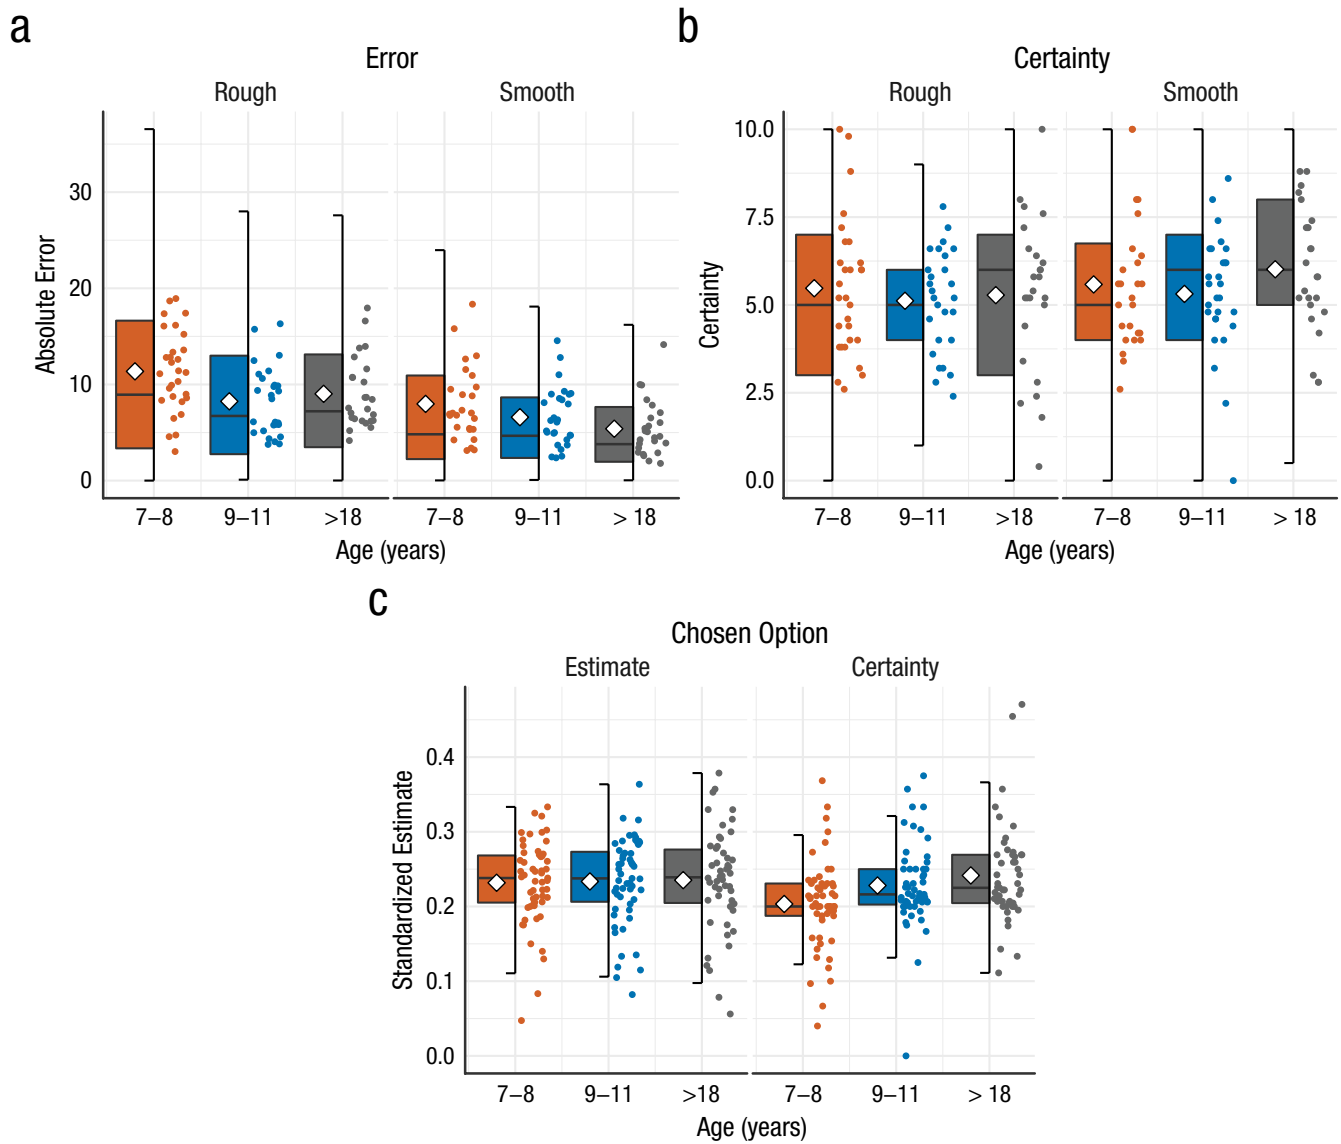 a
Error
Rough Smooth
Absolute Error
30
20
10
0
7–8 9–11 >18 7–8 9–11 > 18
Age (years)
b
Certainty
Rough Smooth
Certainty
10.0
7.5
5.0
2.5
0.0
7–8 9–11 >18 7–8 9–11 > 18
Age (years)
c
Chosen Option
Estimate Certainty
Standardized Estimate
0.4
0.3
0.2
0.1
0.0
7–8 9–11 >18 7–8 9–11 > 18
Age (years)